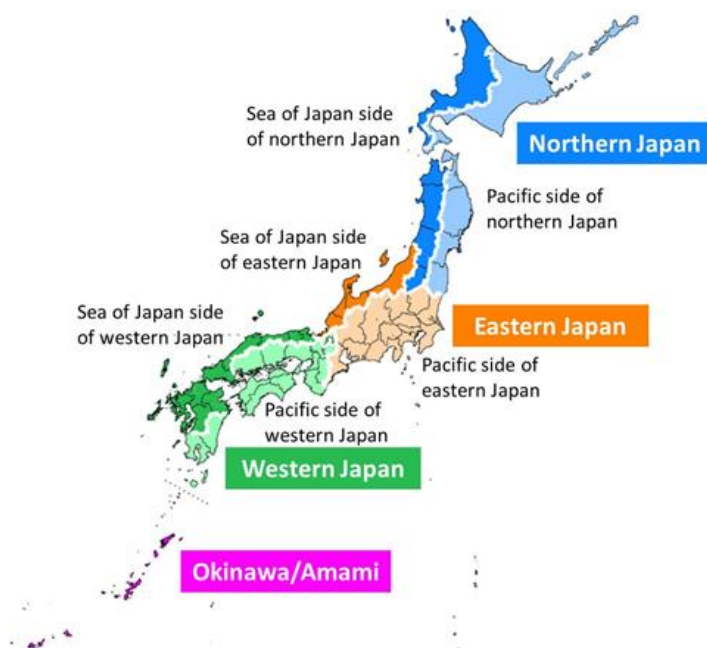 Sea of Japan side
of northern Japan
Northern Japan
Pacific side of
northern Japan
Sea of Japan side
of eastern Japan
Sea of Japan side
of western Japan
Eastern Japan
Pacific side of
eastern Japan
Pacific side of
western Japan
Western Japan
Okinawa/Amami